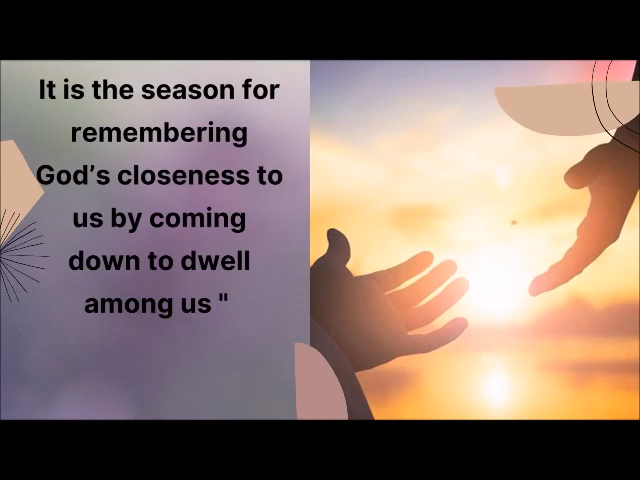 It is the season for
remembering
God’s closeness to
us by coming
down to dwell
among us "